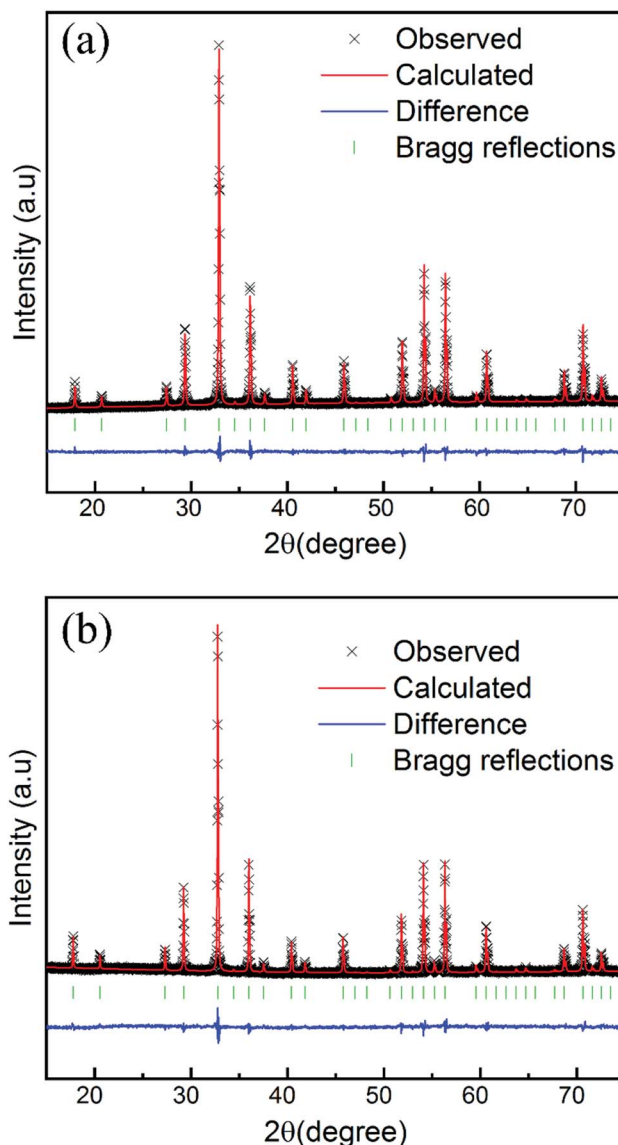 (a)
Observed
Calculated
Difference
Bragg reflections
Intensity (a.u)
20 30 40 50 60 70
2θ(degree)
(b)
Observed
Calculated
Difference
Bragg reflections
Intensity (a.u)
20 30 40 50 60 70
2θ(degree)